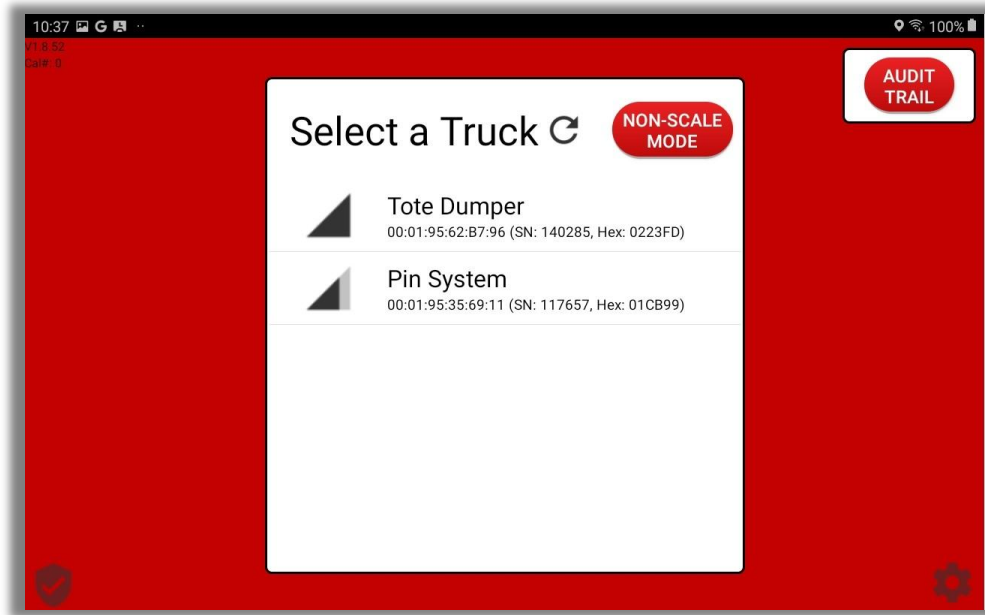 10:37
100%
V1.8.52
Cal#: 0
AUDIT
TRAIL
Select a Truck
NON-SCALE
MODE
Tote Dumper
00:01:95:62:B7:96 (SN: 140285, Hex: 0223FD)
Pin System
00:01:95:35:69:11 (SN: 117657, Hex: 01CB99)